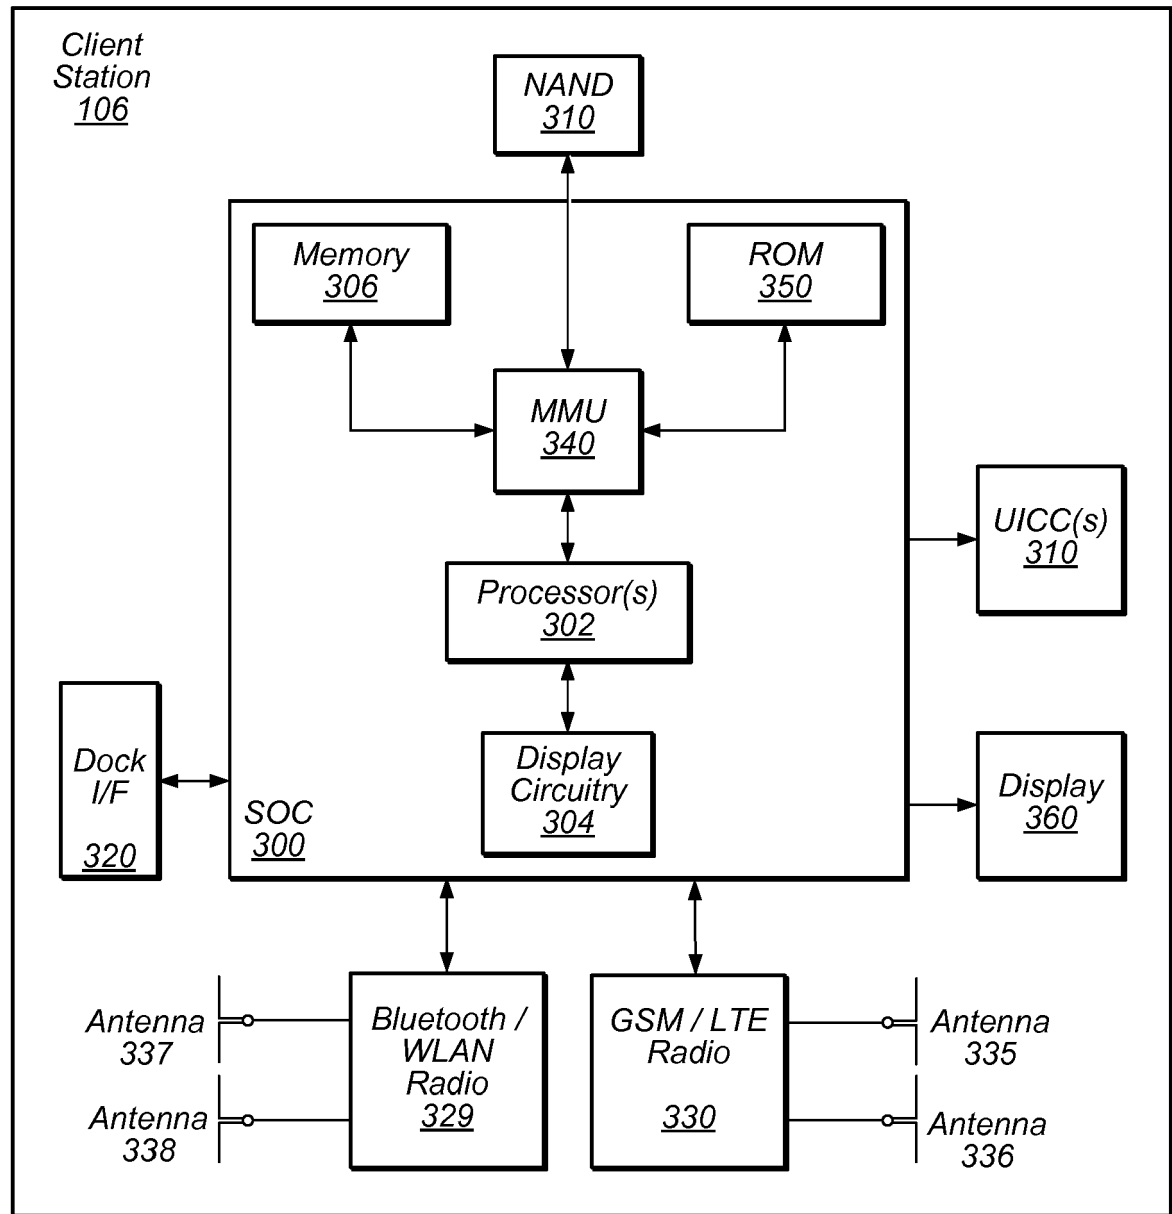 Client
Station
106
NAND
310
Memory
306
ROM
350
MMU
340
UICC(s)
310
Processor(s)
302
Dock
I/F
320
Display
Circuitry
304
SOC
300
Display
360
Antenna
337
Antenna
338
Bluetooth /
WLAN
Radio
329
GSM / LTE
Radio
330
Antenna
335
Antenna
336